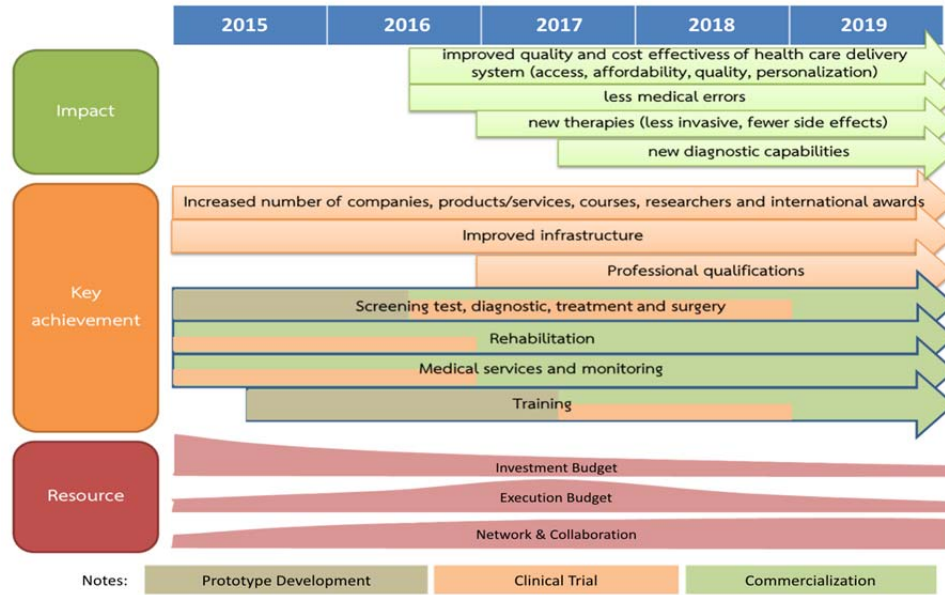 2015 2016 2017 2018 2019
Impact
improved quality and cost effectivess of health care delivery
system (access, affordability, quality, personalization)
less medical errors
new therapies (less invasive, fewer side effects)
new diagnostic capabilities
Key
achievement
Increased number of companies, products/services, courses, researchers and international awards
Improved infrastructure
Professional qualifications
Screening test, diagnostic, treatment and surgery
Rehabilitation
Medical services and monitoring
Training
Resource
Investment Budget
Execution Budget
Network & Collaboration
Notes: Prototype Development Clinical Trial Commercialization